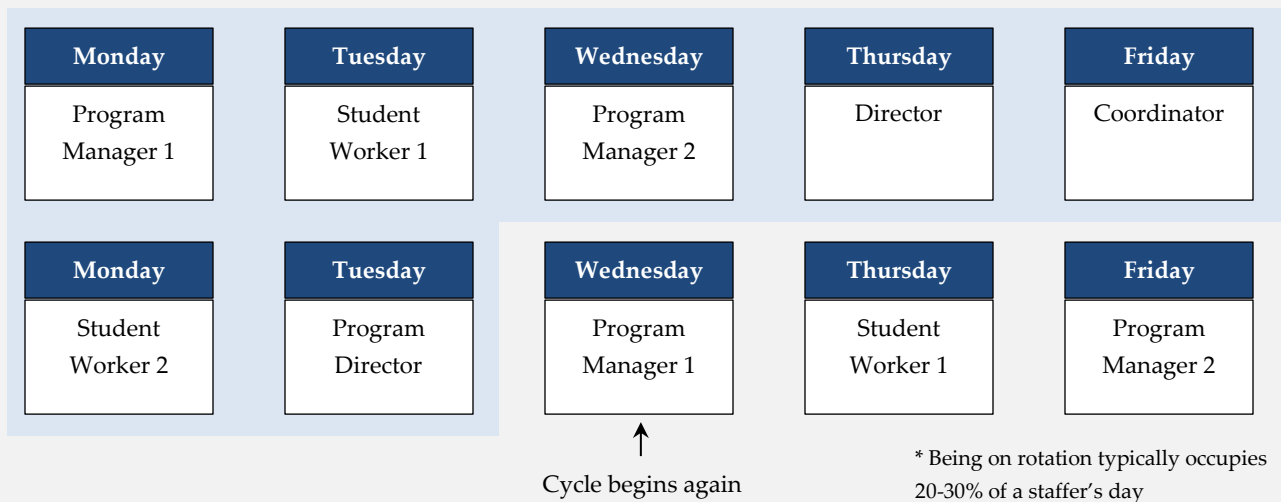 Monday
Tuesday
Wednesday
Thursday
Friday
Program
Manager 1
Student
Worker 1
Program
Manager 2
Director
Coordinator
Monday
Tuesday
Wednesday
Thursday
Friday
Student
Worker 2
Program
Director
Program
Manager 1
Student
Worker 1
Program
Manager 2
Cycle begins again
* Being on rotation typically occupies
20-30% of a staffer’s day